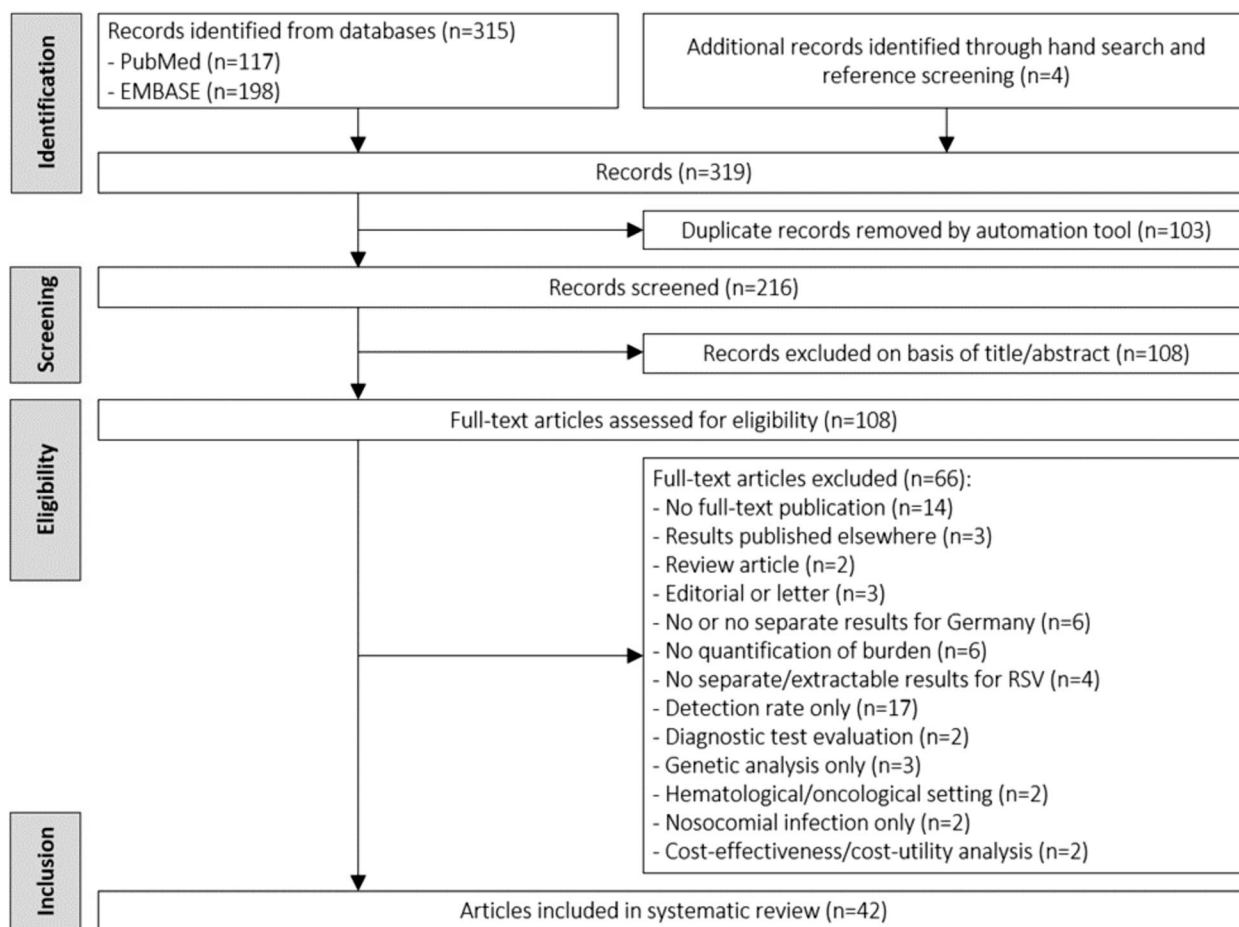 Identification
Records identified from databases (n=315)
- PubMed (n=117)
- EMBASE (n=198)
Additional records identified through hand search and
reference screening (n=4)
Records (n=319)
Duplicate records removed by automation tool (n=103)
Screening
Records screened (n=216)
Records excluded on basis of title/abstract (n=108)
Eligibility
Full-text articles assessed for eligibility (n=108)
Full-text articles excluded (n=66):
- No full-text publication (n=14)
- Results published elsewhere (n=3)
- Review article (n=2)
- Editorial or letter (n=3)
- No or no separate results for Germany (n=6)
- No quantification of burden (n=6)
- No separate/extractable results for RSV (n=4)
- Detection rate only (n=17)
- Diagnostic test evaluation (n=2)
- Genetic analysis only (n=3)
- Hematological/oncological setting (n=2)
- Nosocomial infection only (n=2)
- Cost-effectiveness/cost-utility analysis (n=2)
Inclusion
Articles included in systematic review (n=42)